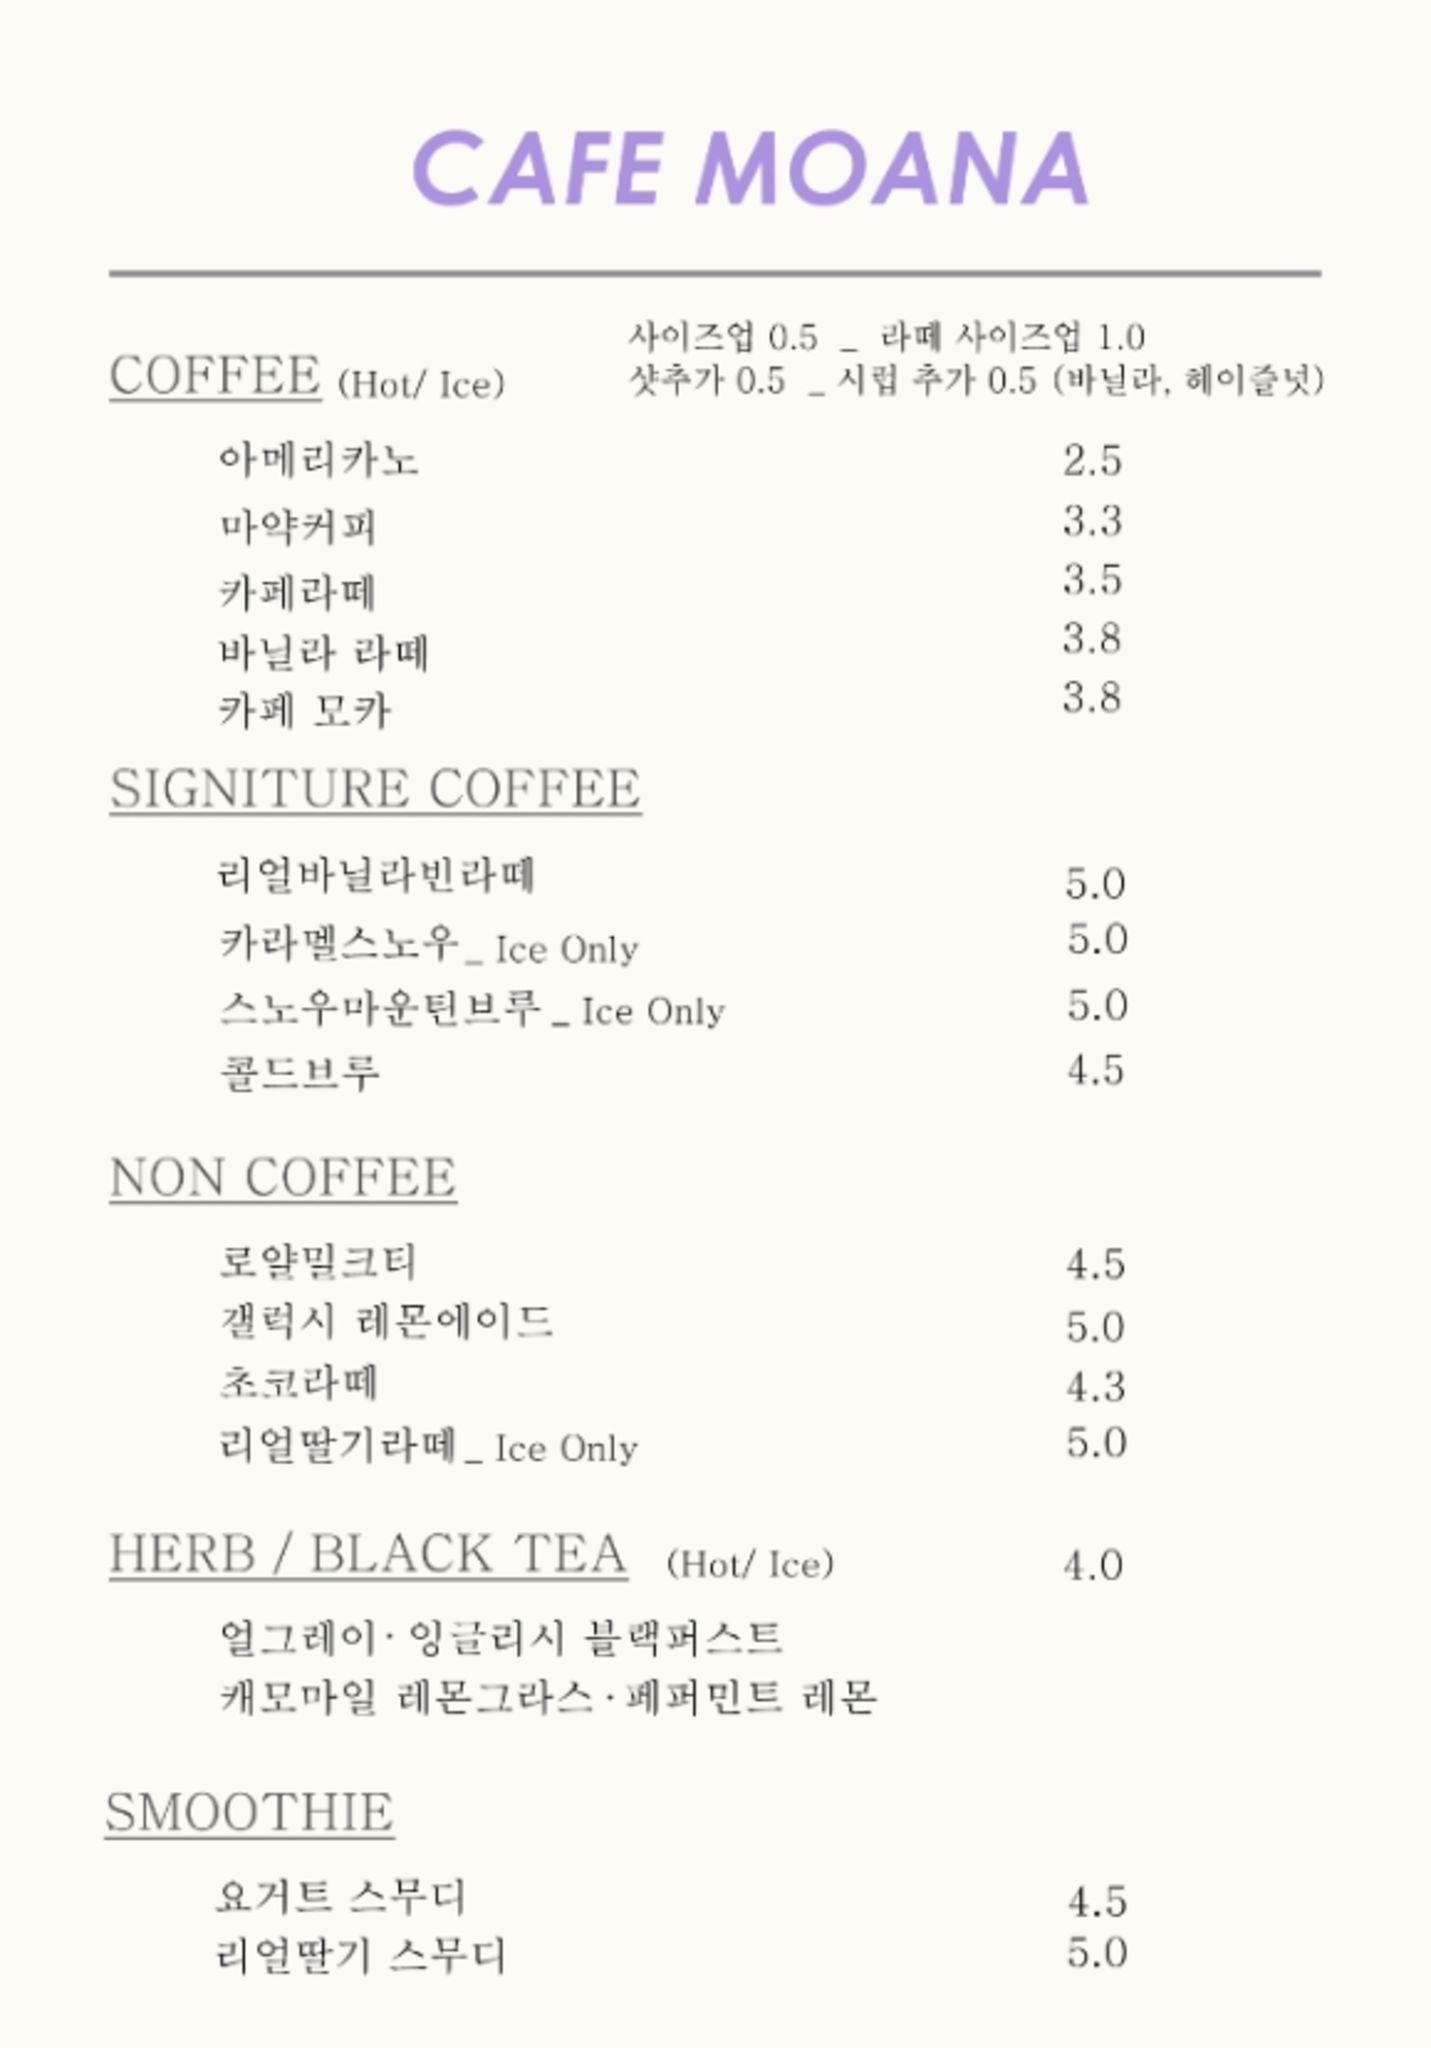 CAFE MOANA
사이즈업 0.5 _ 라떼 사이즈업 1.0
COFFEE (Hot/ Ice)
샷추가 0.5 _ 시럽 추가 0.5 (바닐라, 헤이즐넛)
아메리카노 2.5
마약커피 3.3
카페라떼 3.5
바닐라 라떼 3.8
카페 모카 3.8
SIGNITURE COFFEE
리얼바닐라빈라떼 5.0
카라멜스노우_ Ice Only 5.0
스노우마운틴브루_ Ice Only 5.0
콜드브루 4.5
NON COFFEE
로얄밀크티 4.5
갤럭시 레몬에이드 5.0
초코라떼 4.3
리얼딸기라떼_ Ice Only 5.0
HERB / BLACK TEA (Hot/ Ice) 4.0
얼그레이· 잉글리시 블랙퍼스트
캐모마일 레몬그라스·페퍼민트 레몬
SMOOTHIE
요거트 스무디 4.5
리얼딸기 스무디 5.0